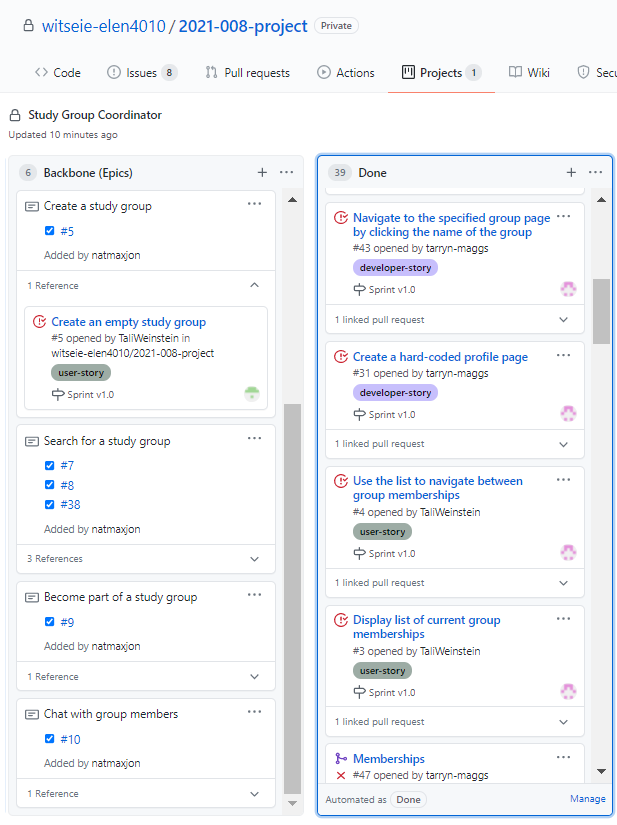 witseie-elen4010 / 2021-008-project Private
Code Issues 8 Pull requests Actions Projects 1 Wiki Secu
Study Group Coordinator
Updated 10 minutes ago
6 Backbone (Epics)
Create a study group
#5
Added by natmaxjon
1 Reference
Create an empty study group
#5 opened by TaliWeinstein in
witseie-elen4010/2021-008-project
user-story
Sprint v1.0
Search for a study group
#7
#8
#38
Added by natmaxjon
3 References
Become part of a study group
#9
Added by natmaxjon
1 Reference
Chat with group members
#10
Added by natmaxjon
1 Reference
39 Done
Navigate to the specified group page
by clicking the name of the group
#43 opened by tarryn-maggs
developer-story
Sprint v1.0
1 linked pull request
Create a hard-coded profile page
#31 opened by tarryn-maggs
developer-story
Sprint v1.0
1 linked pull request
Use the list to navigate between
group memberships
#4 opened by TaliWeinstein
user-story
Sprint v1.0
1 linked pull request
Display list of current group
memberships
#3 opened by TaliWeinstein
user-story
Sprint v1.0
1 linked pull request
Memberships
#47 opened by tarryn-maggs
Automated as Done Manage